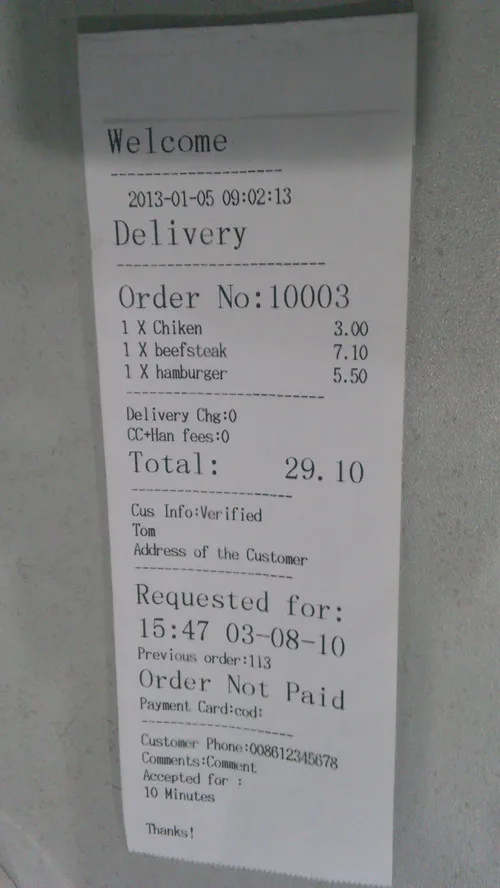 Welcome
--------------------
2013-01-05 09:02:13
Delivery
------------------------
Order No:10003
1 X Chiken 3.00
1 X beefsteak 7.10
1 X hamburger 5.50
-----------------------
Delivery Chg:0
CC+Han fees:0
Total: 29.10
--------------------
Cus Info:Verified
Tom
Address of the Customer
--------------------
Requested for:
15:47 03-08-10
Previous order:113
Order Not Paid
Payment Card:cod:
--------------------
Customer Phone:008612345678
Comments:Comment
Accepted for :
10 Minutes
Thanks!